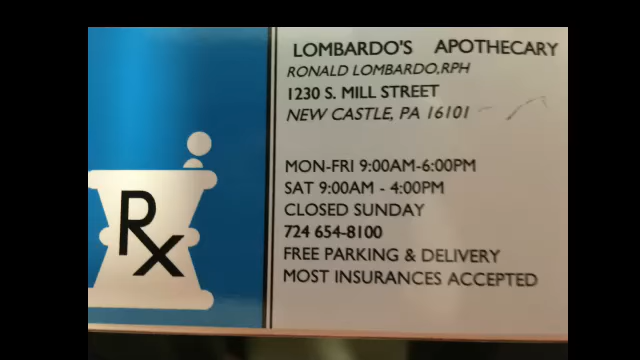 LOMBARDO'S APOTHECARY
RONALD LOMBARDO,RPH
1230 S. MILL STREET
NEW CASTLE, PA 16101
MON-FRI 9:00AM-6:00PM
SAT 9:00AM - 4:00PM
CLOSED SUNDAY
724 654-8100
FREE PARKING & DELIVERY
MOST INSURANCES ACCEPTED
Rx